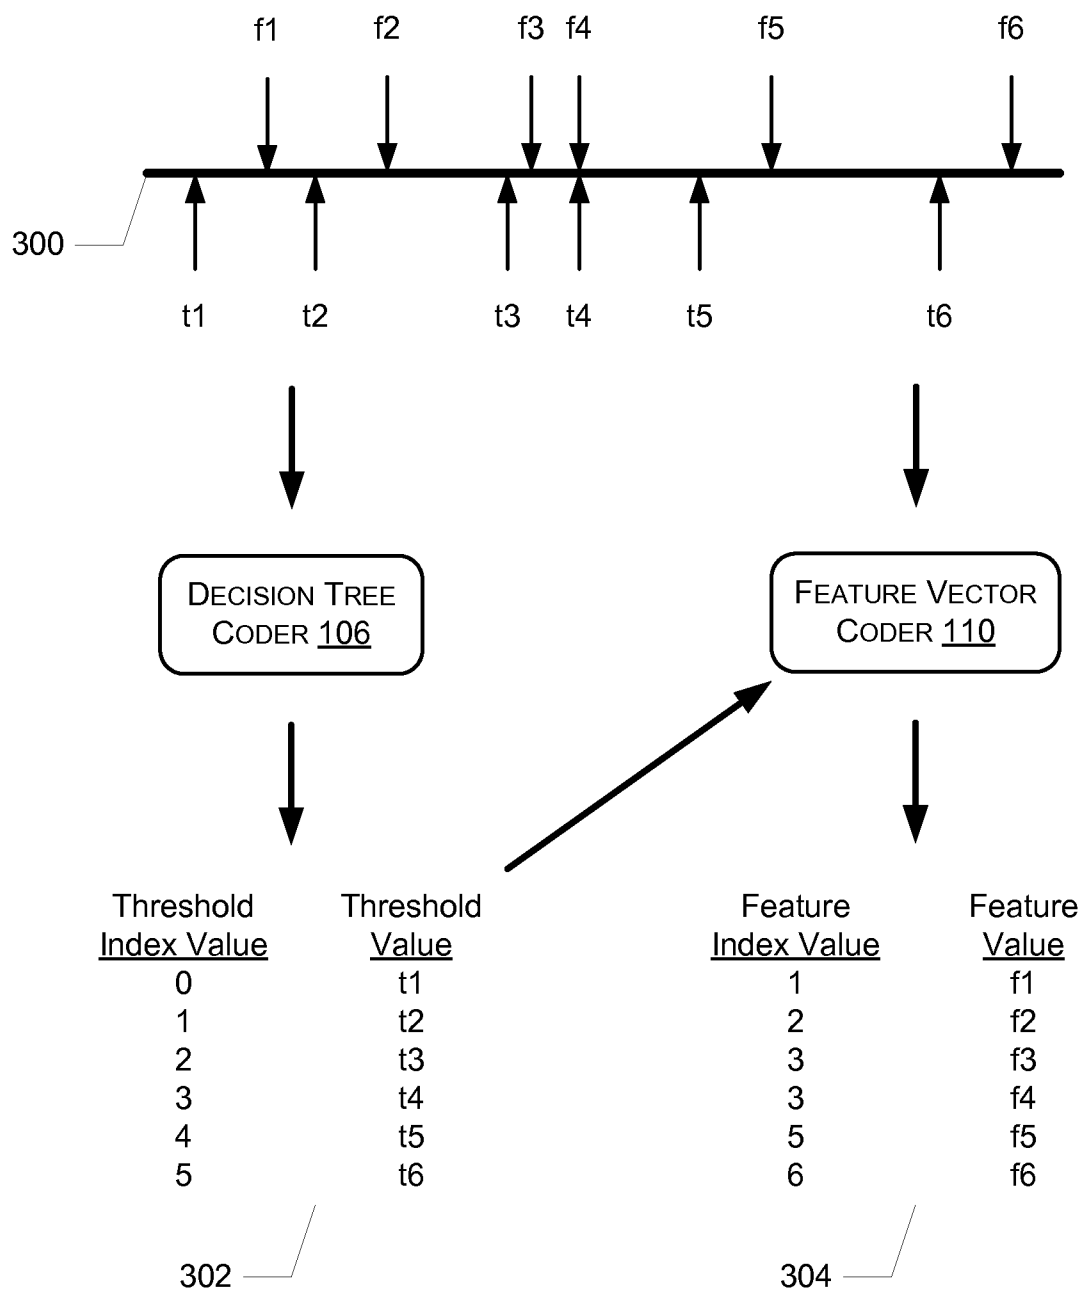 f1 f2 f3 f4 f5 f6
300
t1 t2 t3 t4 t5 t6
DECISION TREE
CODER 106
FEATURE VECTOR
CODER 110
Threshold Threshold Feature Feature
Index Value Value Index Value Value
0 t1 1 f1
1 t2 2 f2
2 t3 3 f3
3 t4 3 f4
4 t5 5 f5
5 t6 6 f6
302 304